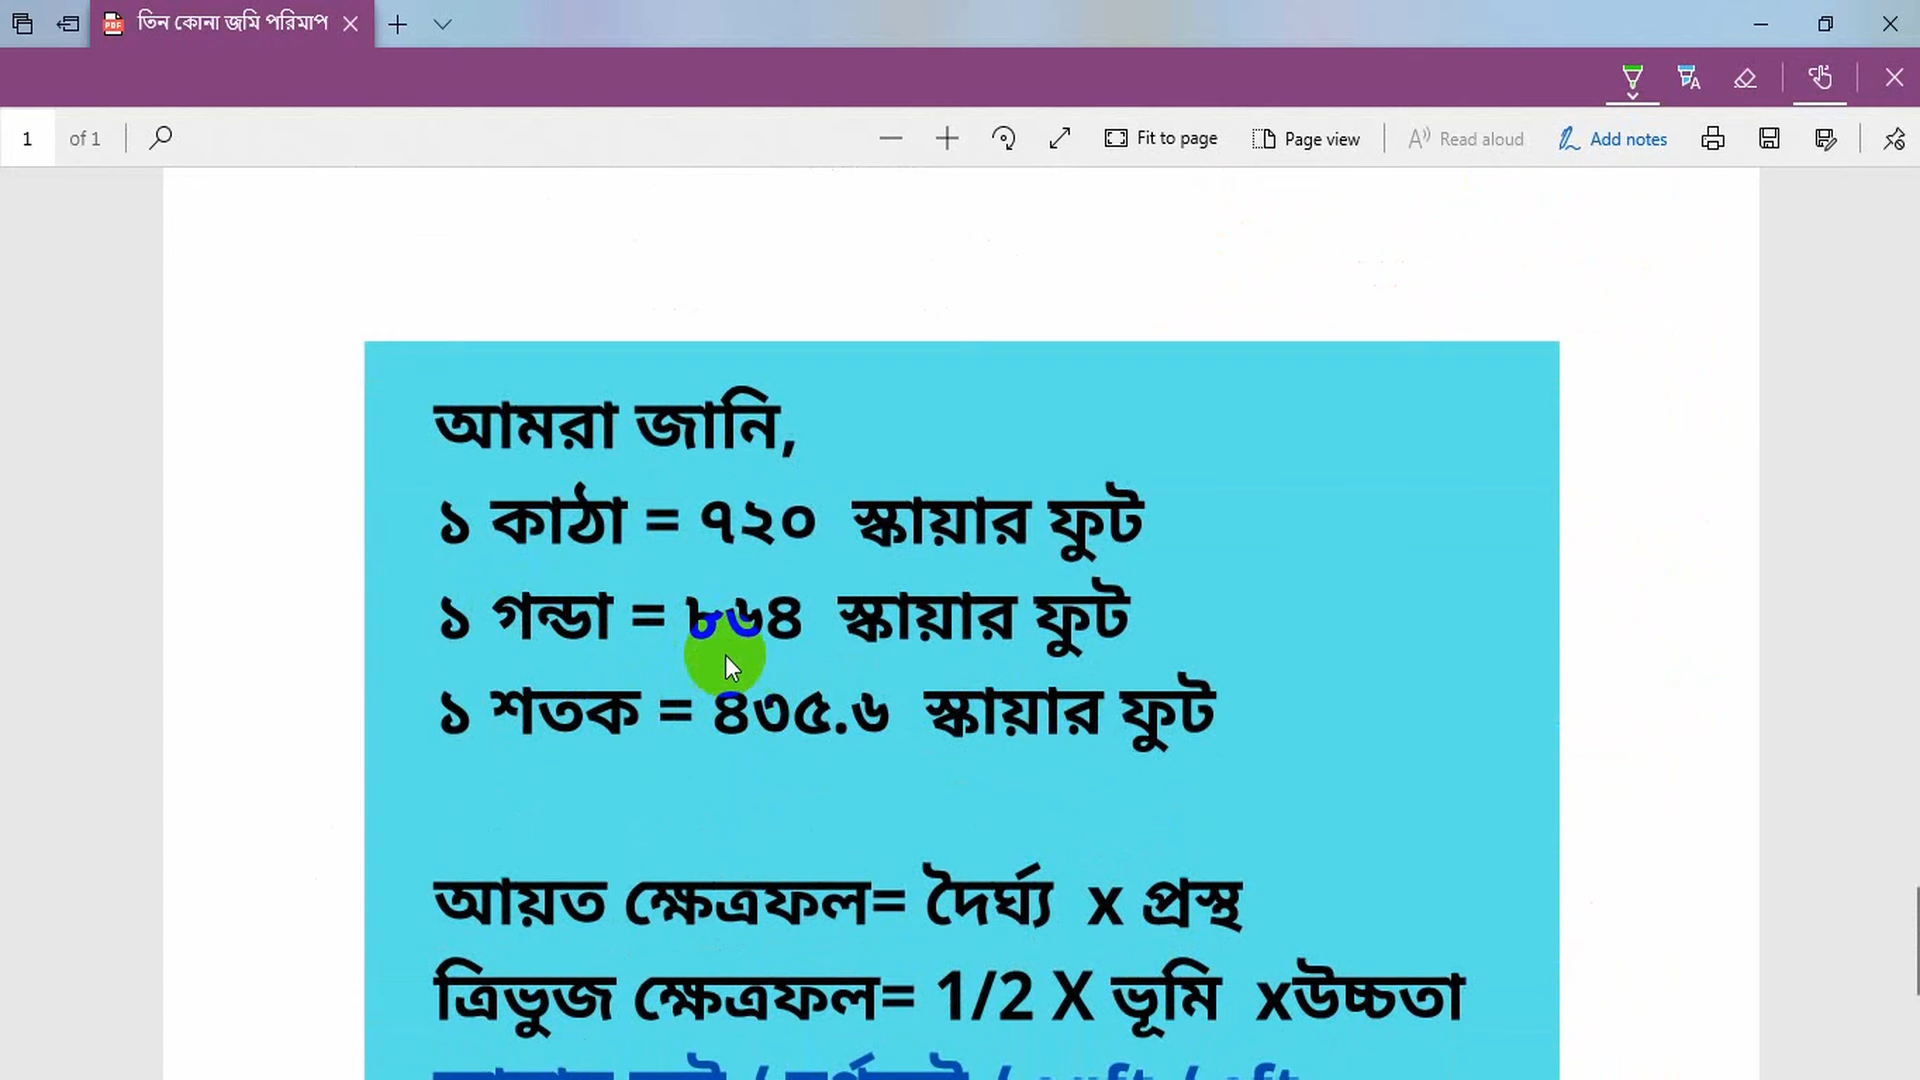 তিন কোনা জমি পরিমাপ
1 of 1
Fit to page
Page view
Read aloud
Add notes
আমরা জানি,
১ কাঠা = ৭২০ স্কায়ার ফুট
১ গন্ডা = ৮৬৪ স্কায়ার ফুট
১ শতক = ৪৩৫.৬ স্কায়ার ফুট
আয়ত ক্ষেত্রফল= দৈর্ঘ্য x প্রস্থ
ত্রিভুজ ক্ষেত্রফল= 1/2 X ভূমি xউচ্চতা